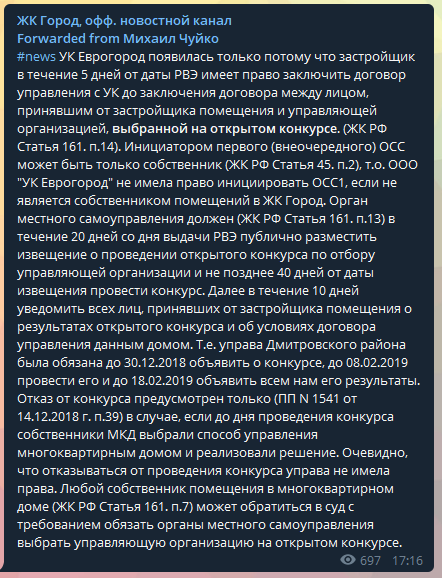 ЖК Город, офф. новостной канал
Forwarded from Михаил Чуйко
#news УК Еврогород появилась только потому что застройщик
в течение 5 дней от даты РВЭ имеет право заключить договор
управления с УК до заключения договора между лицом,
принявшим от застройщика помещения и управляющей
организацией, выбранной на открытом конкурсе. (ЖК РФ
Статья 161. п.14). Инициатором первого (внеочередного) ОСС
может быть только собственник (ЖК РФ Статья 45. п.2), т.о. ООО
"УК Еврогород" не имела право инициировать ОСС1, если не
является собственником помещений в ЖК Город. Орган
местного самоуправления должен (ЖК РФ Статья 161. п.13) в
течение 20 дней со дня выдачи РВЭ публично разместить
извещение о проведении открытого конкурса по отбору
управляющей организации и не позднее 40 дней от даты
извещения провести конкурс. Далее в течение 10 дней
уведомить всех лиц, принявших от застройщика помещения о
результатах открытого конкурса и об условиях договора
управления данным домом. Т.е. управа Дмитровского района
была обязана до 30.12.2018 объявить о конкурсе, до 08.02.2019
провести его и до 18.02.2019 объявить всем нам его результаты.
Отказ от конкурса предусмотрен только (ПП N 1541 от
14.12.2018 г. п.39) в случае, если до дня проведения конкурса
собственники МКД выбрали способ управления
многоквартирным домом и реализовали решение. Очевидно,
что отказываться от проведения конкурса управа не имела
права. Любой собственник помещения в многоквартирном
доме (ЖК РФ Статья 161. п.7) может обратиться в суд с
требованием обязать органы местного самоуправления
выбрать управляющую организацию на открытом конкурсе.
697 17:16